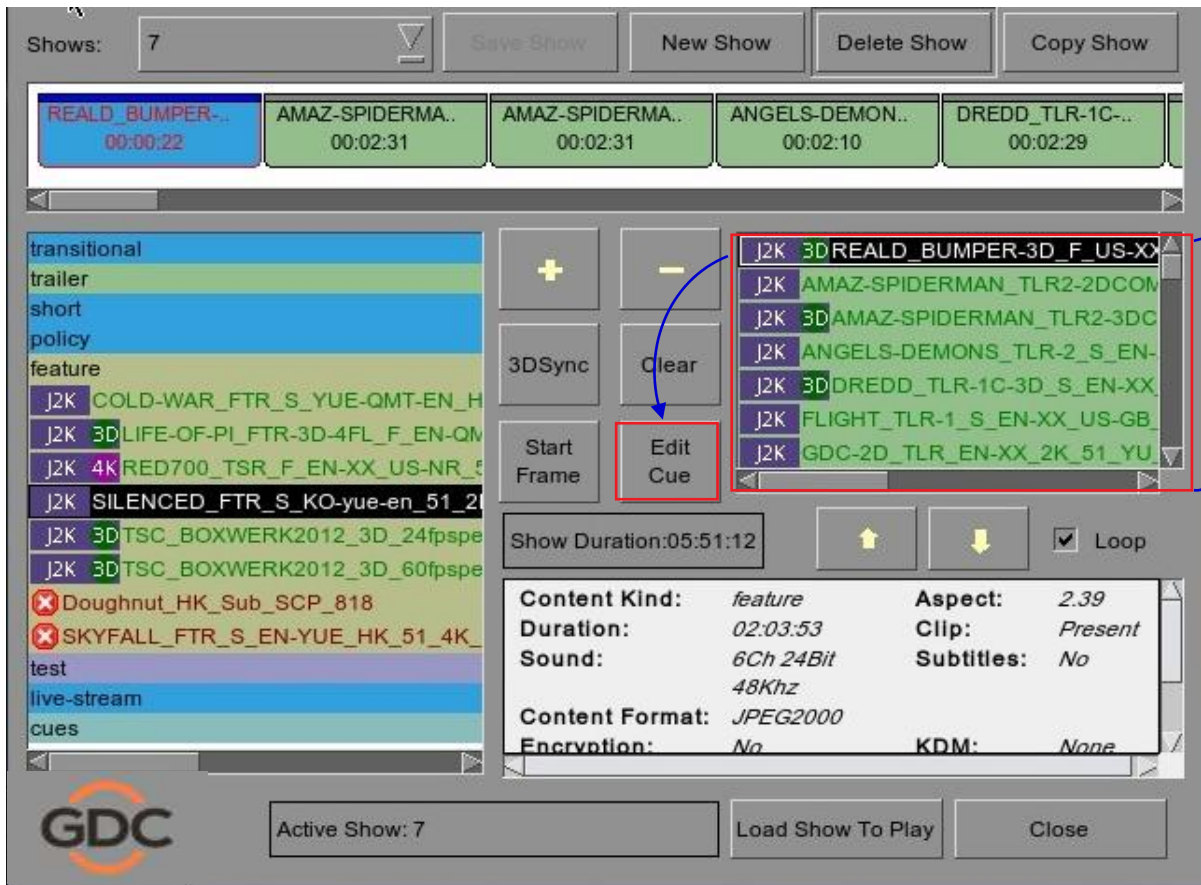 Shows:
7
Save Show
New Show
Delete Show
Copy Show
REALD_BUMPER-..
00:00:22
AMAZ-SPIDERMA..
00:02:31
AMAZ-SPIDERMA..
00:02:31
ANGELS-DEMON..
00:02:10
DREDD_TLR-1C-..
00:02:29
transitional
trailer
short
policy
feature
J2K COLD-WAR_FTR_S_YUE-QMT-EN_H
J2K 3D LIFE-OF-PI_FTR-3D-4FL_F_EN-QM
J2K 4K RED700_TSR_F_EN-XX_US-NR_5
J2K SILENCED_FTR_S_KO-yue-en_51_2
J2K 3D TSC_BOXWERK2012_3D_24fpspe
J2K 3D TSC_BOXWERK2012_3D_60fpspe
Doughnut_HK_Sub_SCP_818
SKYFALL_FTR_S_EN-YUE_HK_51_4K_
test
live-stream
cues
+
−
3DSync
Clear
Start
Frame
Edit
Cue
J2K 3D REALD_BUMPER-3D_F_US-XX
J2K AMAZ-SPIDERMAN_TLR2-2DCOM
J2K 3D AMAZ-SPIDERMAN_TLR2-3DC
J2K ANGELS-DEMONS_TLR-2_S_EN-
J2K 3D DREDD_TLR-1C-3D_S_EN-XX_
J2K FLIGHT_TLR-1_S_EN-XX_US-GB_
J2K GDC-2D_TLR_EN-XX_2K_51_YU_
Show Duration:05:51:12
Loop
Content Kind: feature Aspect: 2.39
Duration: 02:03:53 Clip: Present
Sound: 6Ch 24Bit Subtitles: No
48Khz
Content Format: JPEG2000
Encryption: No KDM: None
GDC
Active Show: 7
Load Show To Play
Close